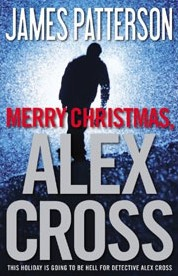 JAMES PATTERSON
MERRY CHRISTMAS,
ALEX
CROSS
THIS HOLIDAY IS GOING TO BE HELL FOR DETECTIVE ALEX CROSS